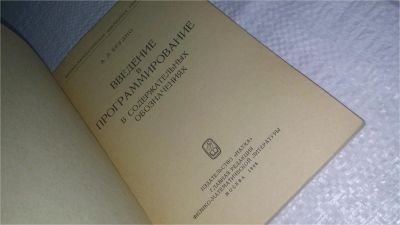 ВВЕДЕНИЕ
В
ПРОГРАММИРОВАНИЕ
В СОДЕРЖАТЕЛЬНЫХ
ОБОЗНАЧЕНИЯХ
ИЗДАТЕЛЬСТВО «НАУКА»
ГЛАВНАЯ РЕДАКЦИЯ
ФИЗИКО-МАТЕМАТИЧЕСКОЙ ЛИТЕРАТУРЫ
МОСКВА